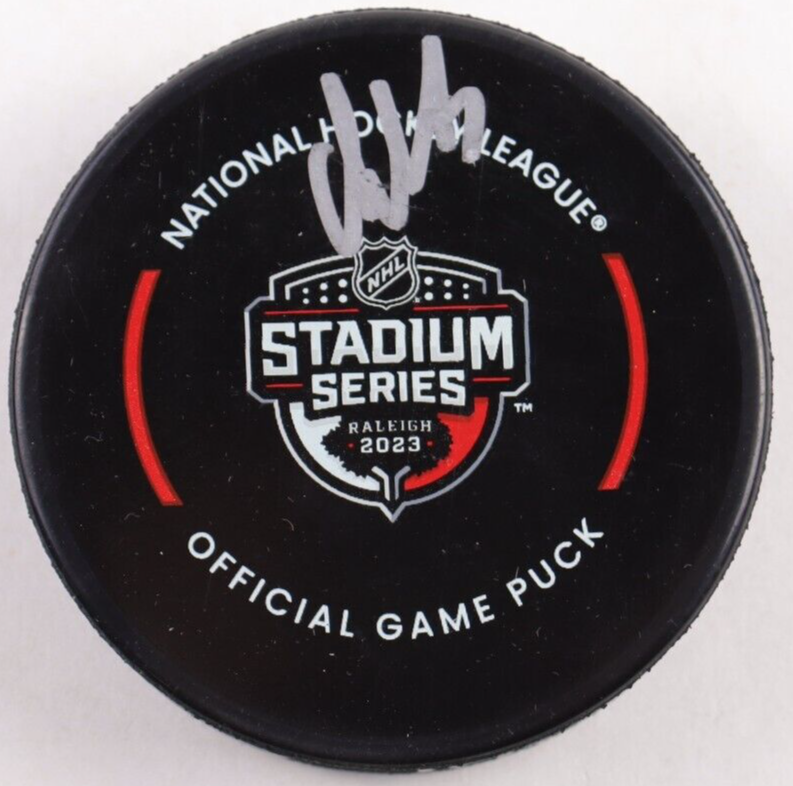 NATIONAL HOCKEY LEAGUE®
NHL
STADIUM
SERIES
TM
RALEIGH
• 2023 •
OFFICIAL GAME PUCK